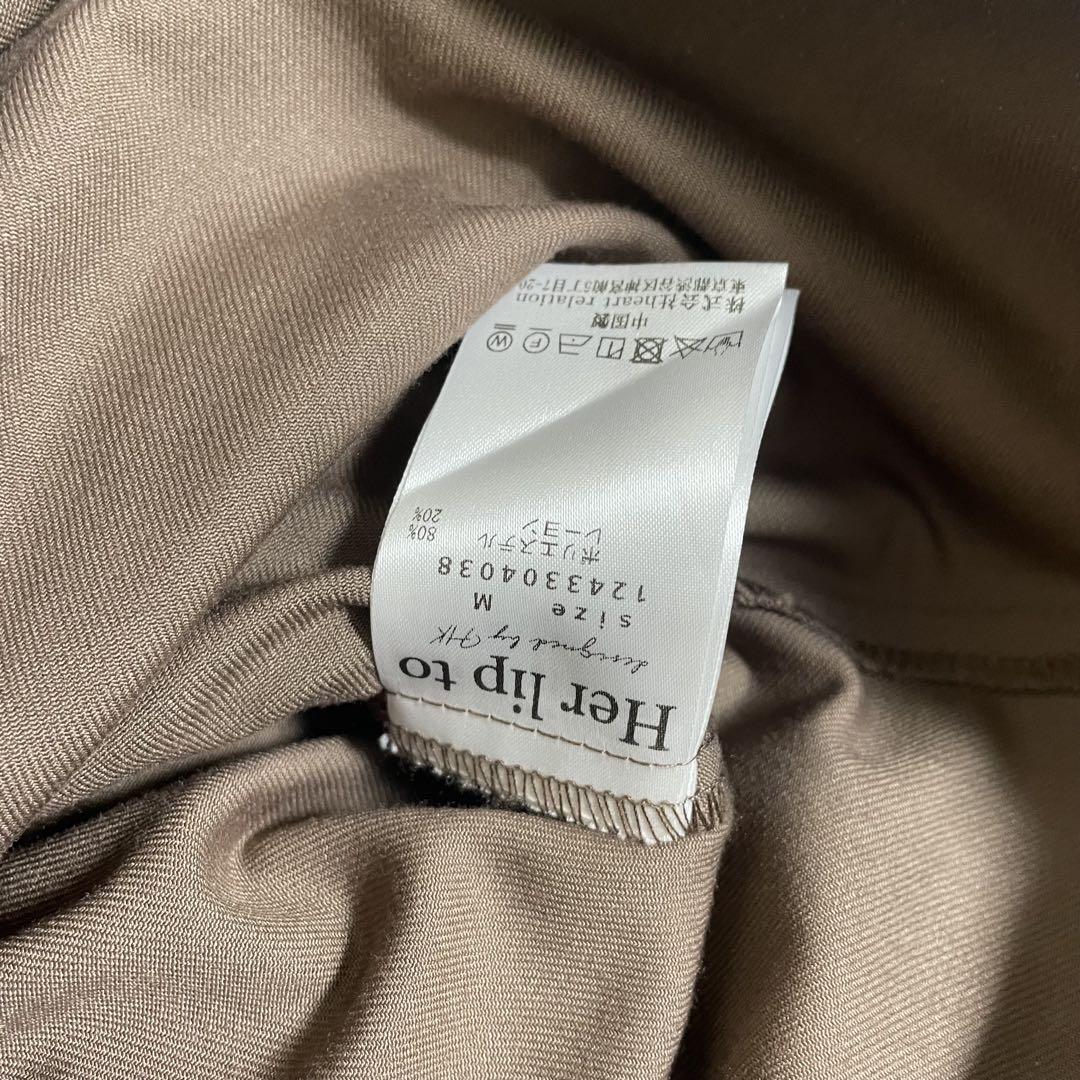 Her lip to
designed by HK
size M
1243304038
ポリエステル 80%
レーヨン 20%
W F
中国製
株式会社heart relation
東京都渋谷区神宮前5丁目7-20